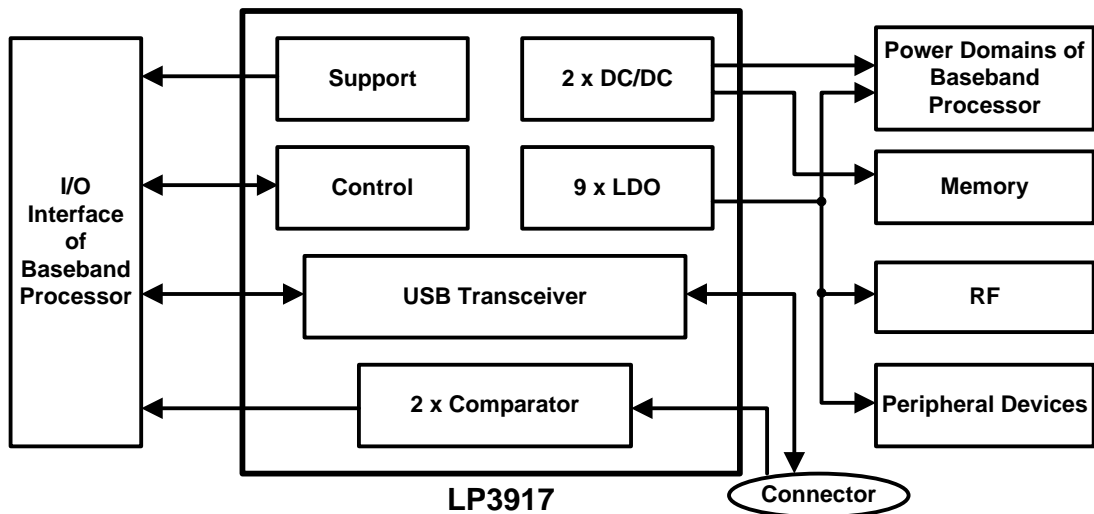 I/O
Interface
of
Baseband
Processor
Support
2 x DC/DC
Control
9 x LDO
USB Transceiver
2 x Comparator
LP3917
Power Domains of
Baseband
Processor
Memory
RF
Peripheral Devices
Connector